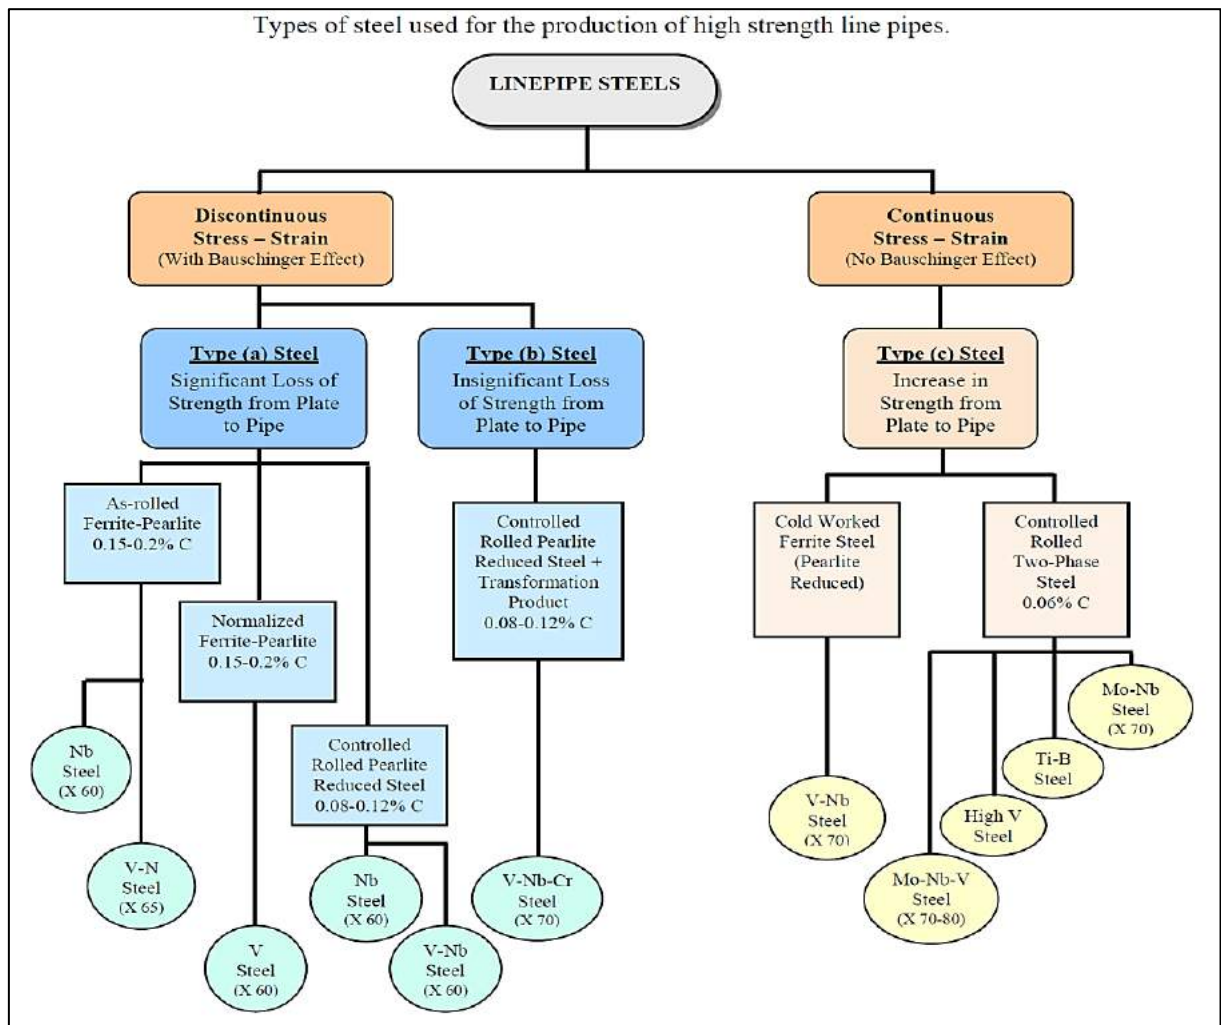 Types of steel used for the production of high strength line pipes.
LINEPIPE STEELS
Discontinuous
Stress – Strain
(With Bauschinger Effect)
Continuous
Stress – Strain
(No Bauschinger Effect)
Type (a) Steel
Significant Loss of
Strength from Plate
to Pipe
Type (b) Steel
Insignificant Loss
of Strength from
Plate to Pipe
Type (c) Steel
Increase in
Strength from
Plate to Pipe
As-rolled
Ferrite-Pearlite
0.15-0.2% C
Normalized
Ferrite-Pearlite
0.15-0.2% C
Controlled
Rolled Pearlite
Reduced Steel
0.08-0.12% C
Controlled
Rolled Pearlite
Reduced Steel +
Transformation
Product
0.08-0.12% C
Cold Worked
Ferrite Steel
(Pearlite
Reduced)
Controlled
Rolled
Two-Phase
Steel
0.06% C
Nb
Steel
(X 60)
V-N
Steel
(X 65)
V
Steel
(X 60)
Nb
Steel
(X 60)
V-Nb
Steel
(X 60)
V-Nb-Cr
Steel
(X 70)
V-Nb
Steel
(X 70)
Mo-Nb-V
Steel
(X 70-80)
High V
Steel
Ti-B
Steel
Mo-Nb
Steel
(X 70)